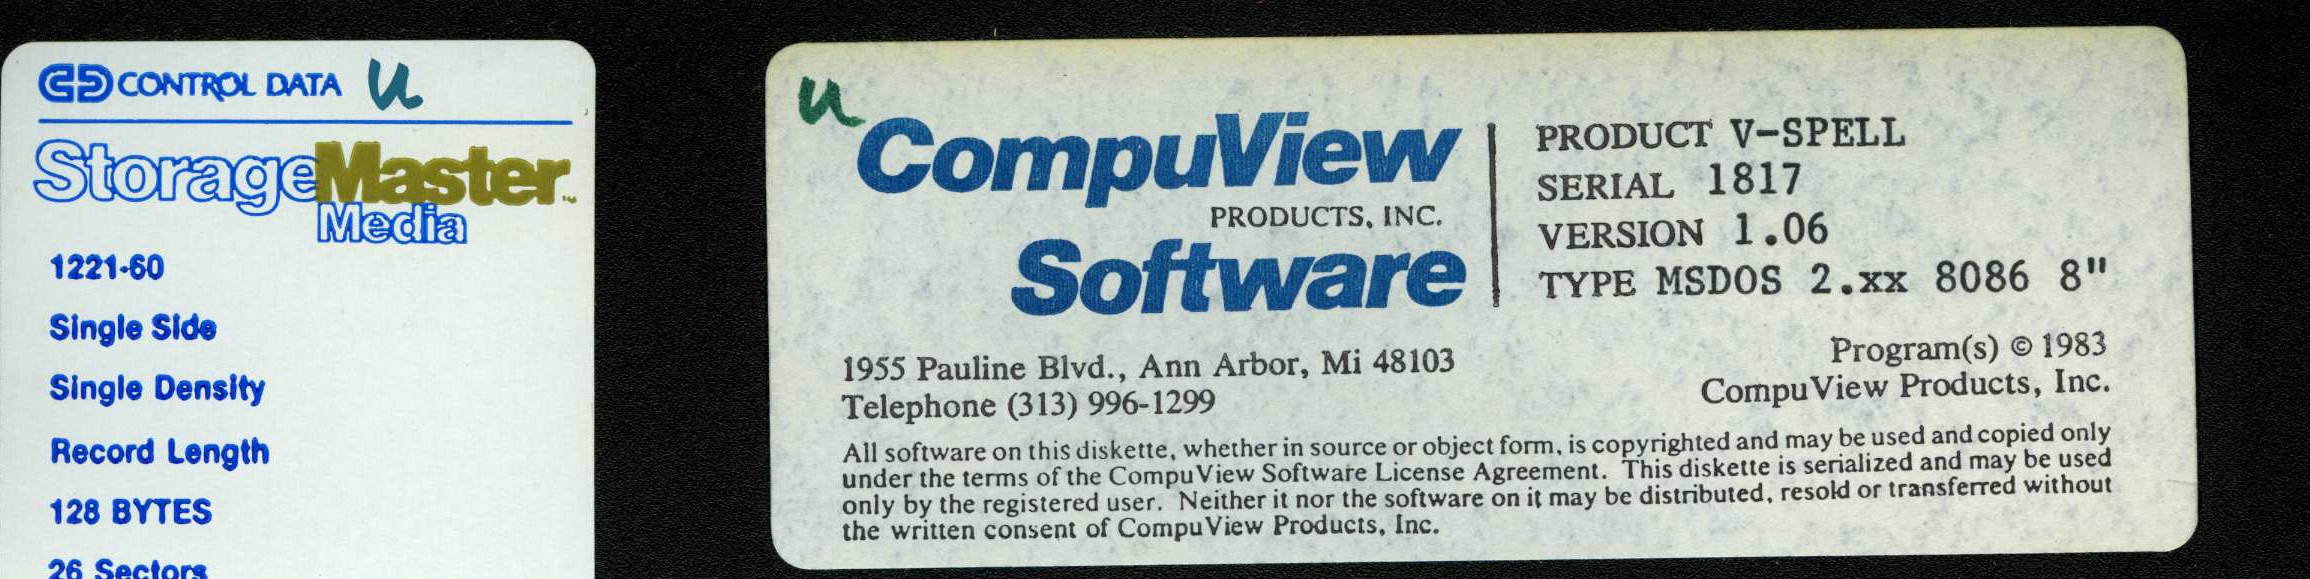 CONTROL DATA u
StorageMaster™
Media
1221-60
Single Side
Single Density
Record Length
128 BYTES
26 Sectors
u
CompuView
PRODUCTS, INC.
Software
PRODUCT V-SPELL
SERIAL 1817
VERSION 1.06
TYPE MSDOS 2.xx 8086 8"
1955 Pauline Blvd., Ann Arbor, Mi 48103
Telephone (313) 996-1299
Program(s) © 1983
CompuView Products, Inc.
All software on this diskette, whether in source or object form, is copyrighted and may be used and copied only
under the terms of the CompuView Software License Agreement. This diskette is serialized and may be used
only by the registered user. Neither it nor the software on it may be distributed, resold or transferred without
the written consent of CompuView Products, Inc.